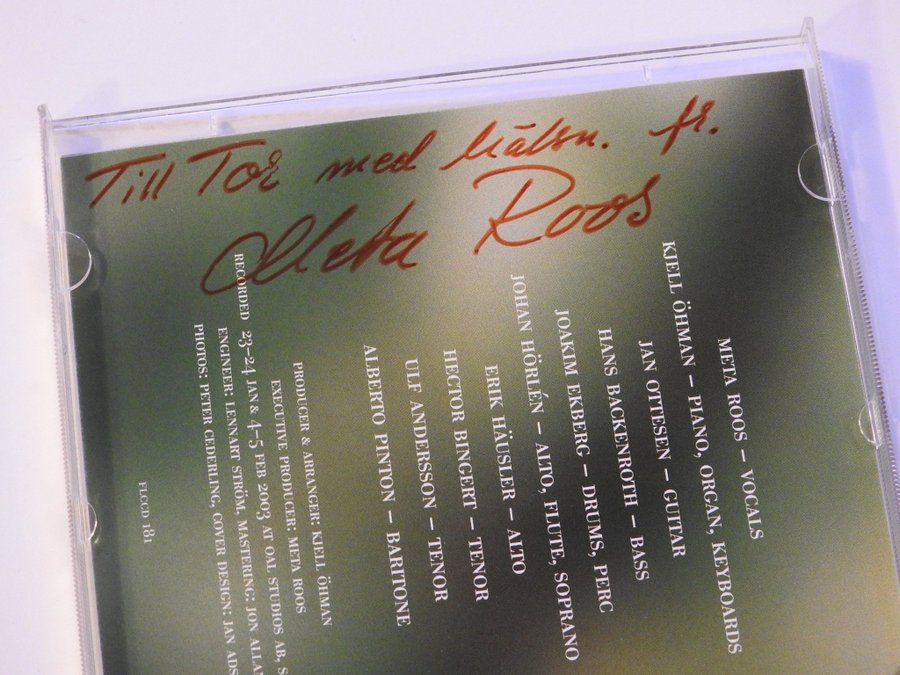 Till Tor med hälsn. fr.
Meta Roos
META ROOS – VOCALS
KJELL ÖHMAN – PIANO, ORGAN, KEYBOARDS
JAN OTTESEN – GUITAR
HANS BACKENROTH – BASS
JOAKIM EKBERG – DRUMS, PERC
JOHAN HÖRLÉN – ALTO, FLUTE, SOPRANO
ERIK HÄUSLER – ALTO
HECTOR BINGERT – TENOR
ULF ANDERSSON – TENOR
ALBERTO PINTON – BARITONE
PRODUCER & ARRANGER: KJELL ÖHMAN
EXECUTIVE PRODUCER: META ROOS
RECORDED 23–24 JAN & 4–5 FEB 2003 AT OAL STUDIOS AB, S
ENGINEER: LENNART STRÖM, MASTERING: JON ALLAN
PHOTOS: PETER CEDERLING, COVER DESIGN: JAN ADS
FLCCD 181